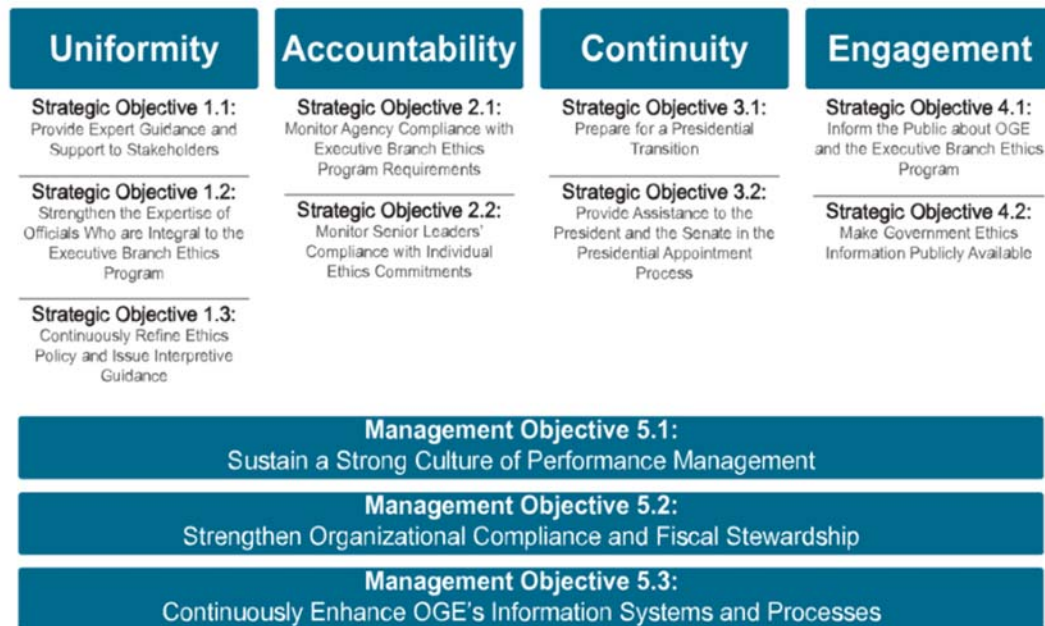 Uniformity
Strategic Objective 1.1:
Provide Expert Guidance and
Support to Stakeholders
Strategic Objective 1.2:
Strengthen the Expertise of
Officials Who are Integral to the
Executive Branch Ethics
Program
Strategic Objective 1.3:
Continuously Refine Ethics
Policy and Issue Interpretive
Guidance
Accountability
Strategic Objective 2.1:
Monitor Agency Compliance with
Executive Branch Ethics
Program Requirements
Strategic Objective 2.2:
Monitor Senior Leaders'
Compliance with Individual
Ethics Commitments
Continuity
Strategic Objective 3.1:
Prepare for a Presidential
Transition
Strategic Objective 3.2:
Provide Assistance to the
President and the Senate in the
Presidential Appointment
Process
Engagement
Strategic Objective 4.1:
Inform the Public about OGE
and the Executive Branch Ethics
Program
Strategic Objective 4.2:
Make Government Ethics
Information Publicly Available
Management Objective 5.1:
Sustain a Strong Culture of Performance Management
Management Objective 5.2:
Strengthen Organizational Compliance and Fiscal Stewardship
Management Objective 5.3:
Continuously Enhance OGE's Information Systems and Processes